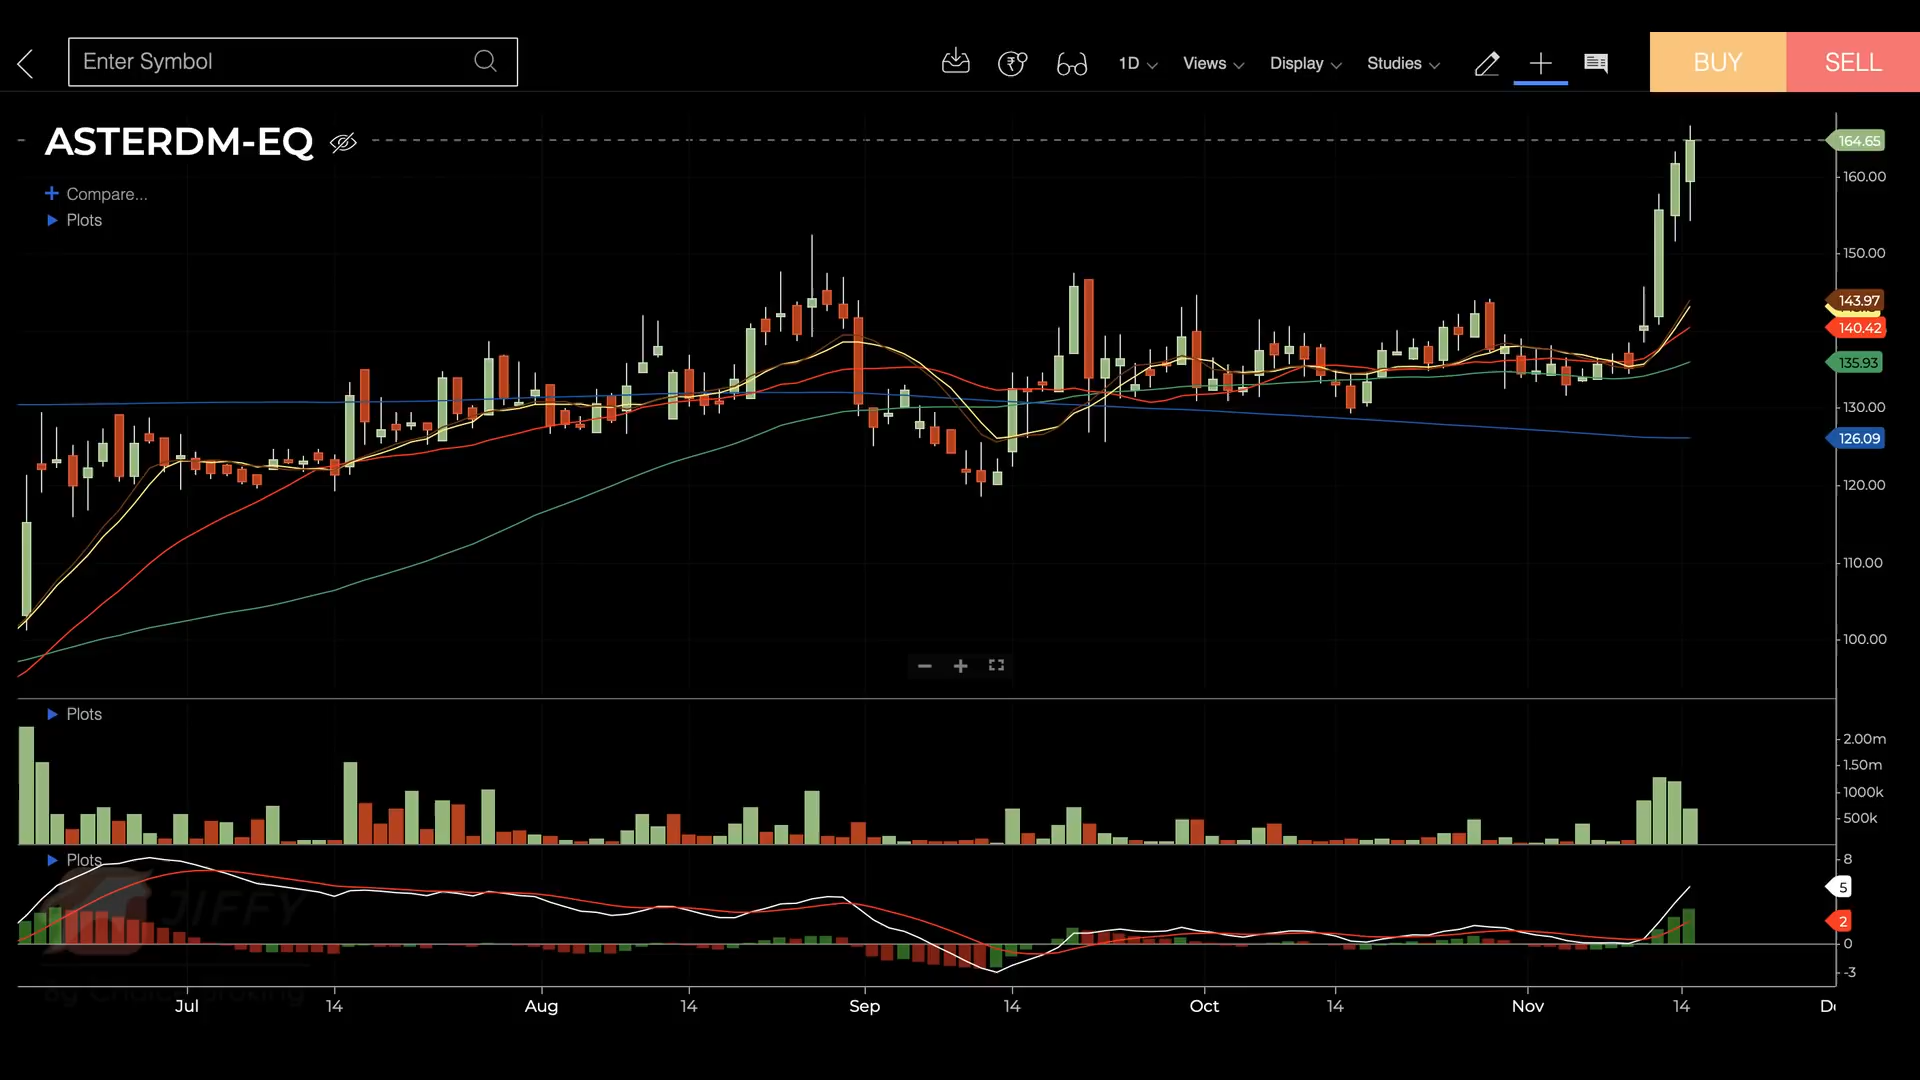 Enter Symbol
1D
Views
Display
Studies
BUY
SELL
ASTERDM-EQ
Compare...
Plots
164.65
160.00
150.00
143.97
140.42
135.93
130.00
126.09
120.00
110.00
100.00
Plots
2.00m
1.50m
1000k
500k
Plots
8
5
2
0
-3
JIFFY
Jul
14
Aug
14
Sep
14
Oct
14
Nov
14